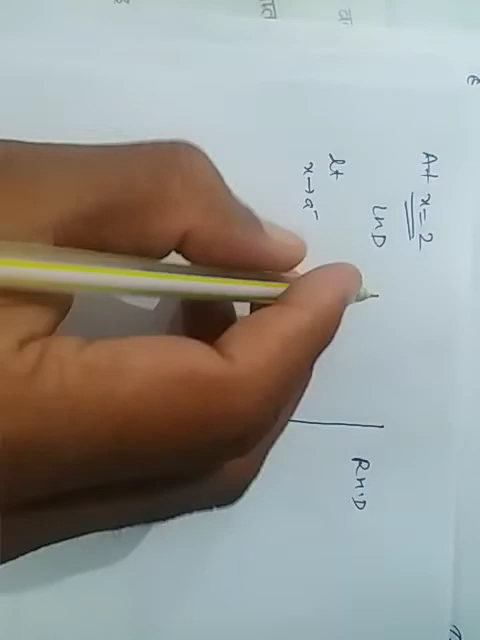 At x = 2
LHD
RHD
lt
x→a⁻